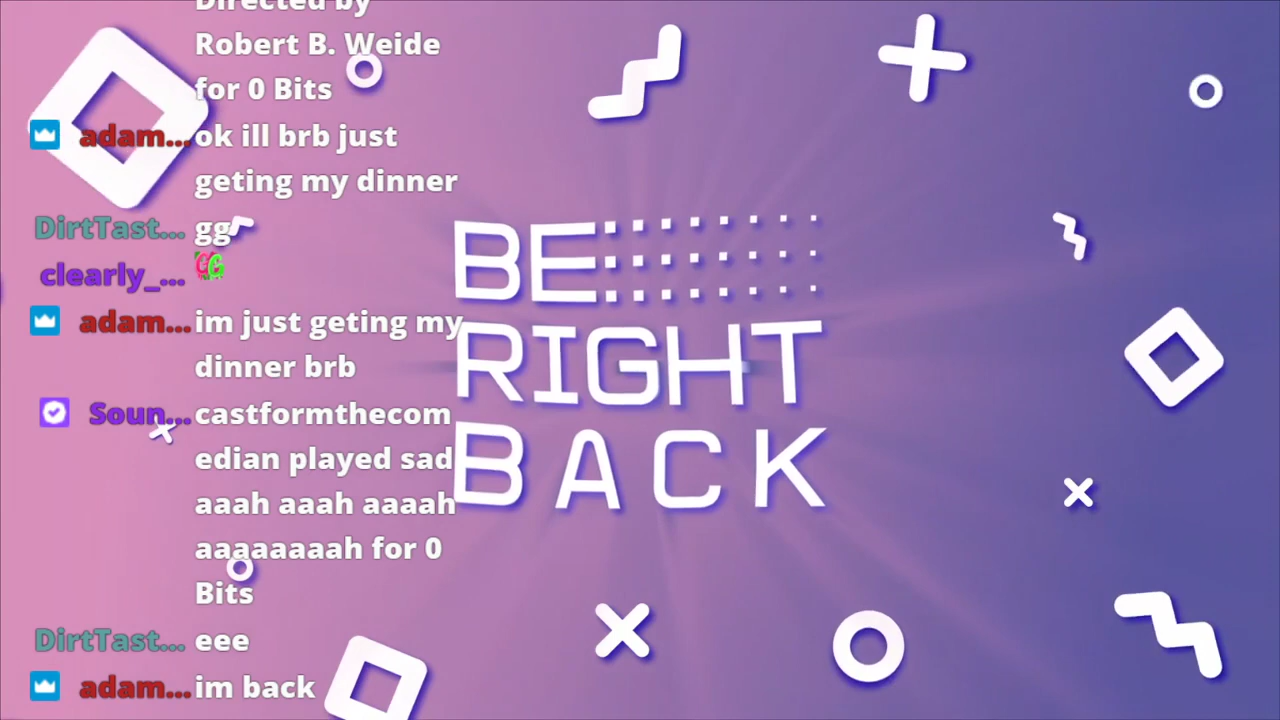 Directed by
Robert B. Weide
for 0 Bits
adam... ok ill brb just
geting my dinner
DirtTast... gg
clearly_... GG
adam... im just geting my
dinner brb
Soun... castformthecom
edian played sad
aaah aaah aaaah
aaaaaaaah for 0
Bits
DirtTast... eee
adam... im back
BE
RIGHT
BACK